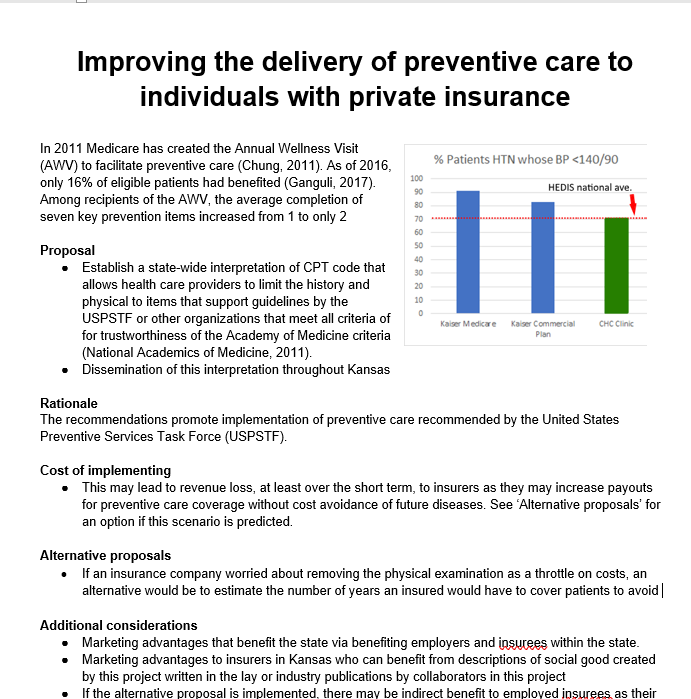 Improving the delivery of preventive care to
individuals with private insurance
In 2011 Medicare has created the Annual Wellness Visit
(AWV) to facilitate preventive care (Chung, 2011). As of 2016,
only 16% of eligible patients had benefited (Ganguli, 2017).
Among recipients of the AWV, the average completion of
seven key prevention items increased from 1 to only 2
% Patients HTN whose BP <140/90
HEDIS national ave.
100
90
80
70
60
50
40
30
20
10
0
Kaiser Medicare
Kaiser Commercial
Plan
CHC Clinic
Proposal
• Establish a state-wide interpretation of CPT code that
allows health care providers to limit the history and
physical to items that support guidelines by the
USPSTF or other organizations that meet all criteria of
for trustworthiness of the Academy of Medicine criteria
(National Academics of Medicine, 2011).
• Dissemination of this interpretation throughout Kansas
Rationale
The recommendations promote implementation of preventive care recommended by the United States
Preventive Services Task Force (USPSTF).
Cost of implementing
• This may lead to revenue loss, at least over the short term, to insurers as they may increase payouts
for preventive care coverage without cost avoidance of future diseases. See 'Alternative proposals' for
an option if this scenario is predicted.
Alternative proposals
• If an insurance company worried about removing the physical examination as a throttle on costs, an
alternative would be to estimate the number of years an insured would have to cover patients to avoid
Additional considerations
• Marketing advantages that benefit the state via benefiting employers and insurees within the state.
• Marketing advantages to insurers in Kansas who can benefit from descriptions of social good created
by this project written in the lay or industry publications by collaborators in this project
• If the alternative proposal is implemented, there may be indirect benefit to employed insurees as their